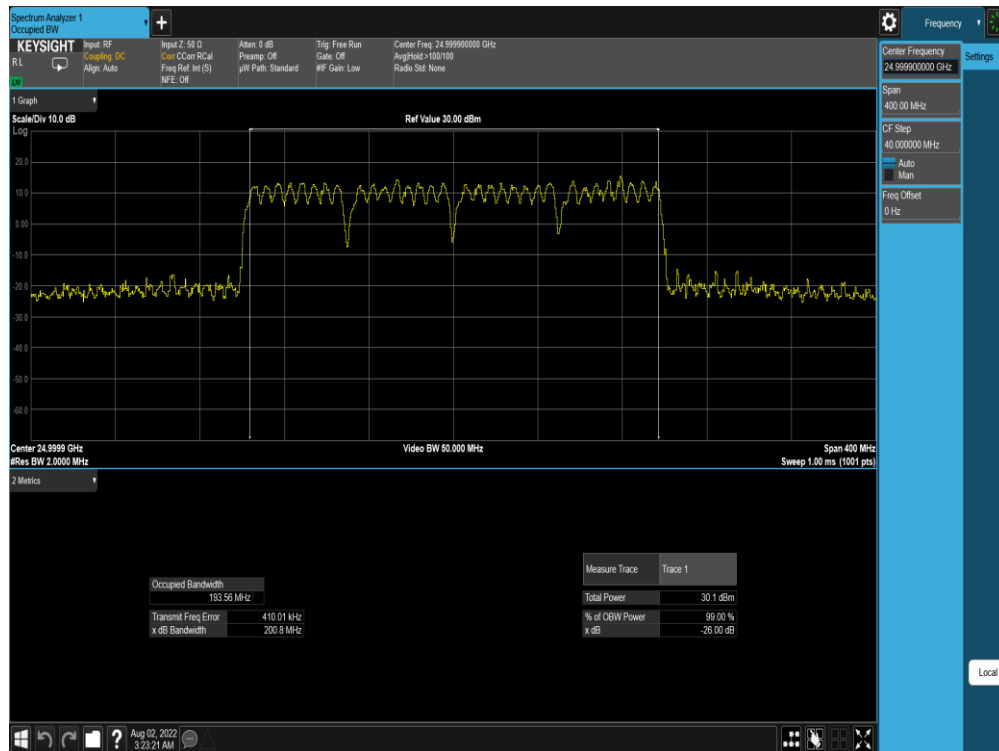 Spectrum Analyzer 1
Occupied BW
Frequency
KEYSIGHT
R L
Input: RF
Coupling: DC
Align: Auto
Input Z: 50 Ω
Corr CCorr RCal
Freq Ref: Int (S)
NFE: Off
Atten: 0 dB
Preamp: Off
µW Path: Standard
Trig: Free Run
Gate: Off
#IF Gain: Low
Center Freq: 24.999900000 GHz
Avg|Hold:>100/100
Radio Std: None
Center Frequency
24.999900000 GHz
Settings
Span
400.00 MHz
CF Step
40.000000 MHz
Auto
Man
Freq Offset
0 Hz
1 Graph
Scale/Div 10.0 dB
Ref Value 30.00 dBm
Log
20.0
10.0
0.00
-10.0
-20.0
-30.0
-40.0
-50.0
-60.0
Center 24.9999 GHz
Video BW 50.000 MHz
Span 400 MHz
#Res BW 2.0000 MHz
Sweep 1.00 ms (1001 pts)
2 Metrics
Occupied Bandwidth
193.56 MHz
Transmit Freq Error 410.01 kHz
x dB Bandwidth 200.8 MHz
Measure Trace Trace 1
Total Power 30.1 dBm
% of OBW Power 99.00 %
x dB -26.00 dB
Local
?
Aug 02, 2022
3:23:21 AM